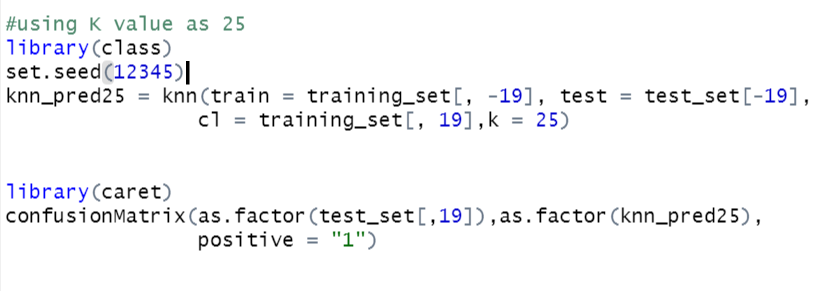 #using K value as 25
library(class)
set.seed(12345)
knn_pred25 = knn(train = training_set[, -19], test = test_set[-19],
cl = training_set[, 19],k = 25)
library(caret)
confusionMatrix(as.factor(test_set[,19]),as.factor(knn_pred25),
positive = "1")